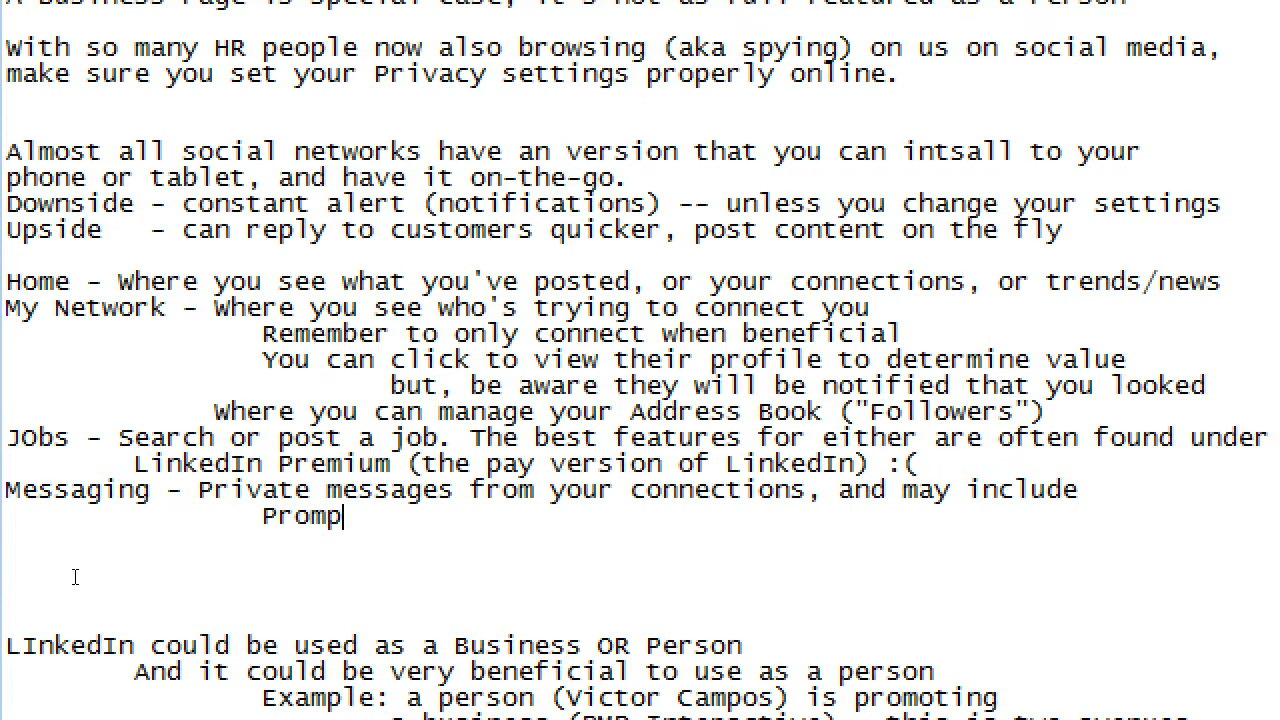 A Business Page is special case, it's not as full featured as a Person
With so many HR people now also browsing (aka spying) on us on social media,
make sure you set your Privacy settings properly online.
Almost all social networks have an version that you can intsall to your
phone or tablet, and have it on-the-go.
Downside - constant alert (notifications) -- unless you change your settings
Upside   - can reply to customers quicker, post content on the fly
Home - Where you see what you've posted, or your connections, or trends/news
My Network - Where you see who's trying to connect you
Remember to only connect when beneficial
You can click to view their profile to determine value
but, be aware they will be notified that you looked
Where you can manage your Address Book ("Followers")
JObs - Search or post a job. The best features for either are often found under
LinkedIn Premium (the pay version of LinkedIn) :(
Messaging - Private messages from your connections, and may include
Promp
LInkedIn could be used as a Business OR Person
And it could be very beneficial to use as a person
Example: a person (Victor Campos) is promoting